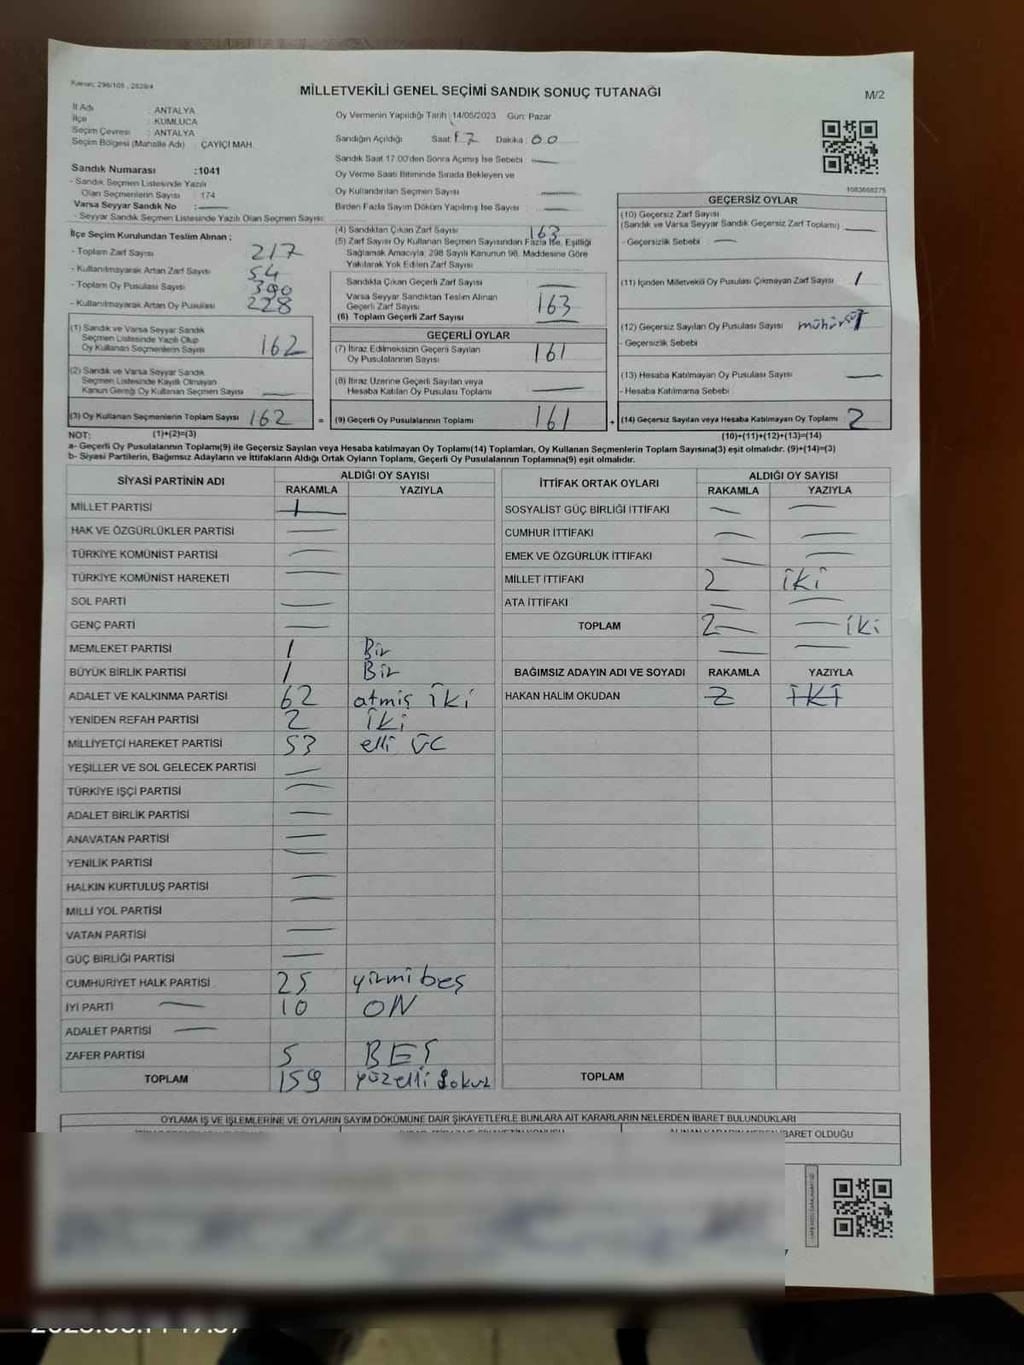 MİLLETVEKİLİ GENEL SEÇİMİ SANDIK SONUÇ TUTANAĞI
M/2
İl Adı : ANTALYA
İlçe : KUMLUCA
Seçim Çevresi : ANTALYA
Seçim Bölgesi (Mahalle Adı) ÇAYİÇİ MAH.
Oy Vermenin Yapıldığı Tarih 14/05/2023 Gün: Pazar
Sandığın Açıldığı Saat 17 Dakika 00
Sandık Saat 17:00'den Sonra Açılmış İse Sebebi
Oy Verme Saati Bitiminde Sırada Bekleyen ve
Oy Kullandırılan Seçmen Sayısı
Birden Fazla Sayım Döküm Yapılmış İse Sayısı
Sandık Numarası :1041
- Sandık Seçmen Listesinde Yazılı
Olan Seçmenlerin Sayısı 174
Varsa Seyyar Sandık No :
- Seyyar Sandık Seçmen Listesinde Yazılı Olan Seçmen Sayısı:
İlçe Seçim Kurulundan Teslim Alınan :
- Toplam Zarf Sayısı 217
- Kullanılmayarak Artan Zarf Sayısı 54
- Toplam Oy Pusulası Sayısı 390
- Kullanılmayarak Artan Oy Pusulası 228
(1) Sandık ve Varsa Seyyar Sandık
Seçmen Listesinde Yazılı Olup
Oy Kullanan Seçmenlerin Sayısı 162
(2) Sandık ve Varsa Seyyar Sandık
Seçmen Listesinde Kayıtlı Olmayan
Kanun Gereği Oy Kullanan Seçmen Sayısı
(3) Oy Kullanan Seçmenlerin Toplam Sayısı 162 =
(4) Sandıktan Çıkan Zarf Sayısı 163
(5) Zarf Sayısı Oy Kullanan Seçmen Sayısından Fazla İse, Eşitliği
Sağlamak Amacıyla, 298 Sayılı Kanunun 98. Maddesine Göre
Yakılarak Yok Edilen Zarf Sayısı
Sandıkta Çıkan Geçerli Zarf Sayısı
Varsa Seyyar Sandıktan Teslim Alınan
Geçerli Zarf Sayısı
(6) Toplam Geçerli Zarf Sayısı 163
GEÇERLİ OYLAR
(7) İtiraz Edilmeksizin Geçerli Sayılan
Oy Pusulalarının Sayısı 161
(8) İtiraz Üzerine Geçerli Sayılan veya
Hesaba Katılan Oy Pusulalarının Toplamı
(9) Geçerli Oy Pusulalarının Toplamı 161 +
1083668275
GEÇERSİZ OYLAR
(10) Geçersiz Zarf Sayısı
(Sandık ve Varsa Seyyar Sandık Geçersiz Zarf Toplamı)
- Geçersizlik Sebebi
(11) İçinden Milletvekili Oy Pusulası Çıkmayan Zarf Sayısı 1
(12) Geçersiz Sayılan Oy Pusulası Sayısı
- Geçersizlik Sebebi
(13) Hesaba Katılmayan Oy Pusulası Sayısı
- Hesaba Katılmama Sebebi
(14) Geçersiz Sayılan veya Hesaba Katılmayan Oy Toplamı 2
NOT: (1)+(2)=(3)
(10)+(11)+(12)+(13)=(14)
a- Geçerli Oy Pusulalarının Toplamı(9) ile Geçersiz Sayılan veya Hesaba katılmayan Oy Toplamı(14) Toplamları, Oy Kullanan Seçmenlerin Toplam Sayısına(3) eşit olmalıdır. (9)+(14)=(3)
b- Siyasi Partilerin, Bağımsız Adayların ve İttifakların Aldığı Ortak Oyların Toplamı, Geçerli Oy Pusulalarının Toplamına(9) eşit olmalıdır.
SİYASİ PARTİNİN ADI ALDIĞI OY SAYISI
RAKAMLA YAZIYLA
MİLLET PARTİSİ
HAK VE ÖZGÜRLÜKLER PARTİSİ
TÜRKİYE KOMÜNİST PARTİSİ
TÜRKİYE KOMÜNİST HAREKETİ
SOL PARTİ
GENÇ PARTİ
MEMLEKET PARTİSİ 1 Bir
BÜYÜK BİRLİK PARTİSİ 1 Bir
ADALET VE KALKINMA PARTİSİ 62 atmiş iki
YENİDEN REFAH PARTİSİ 2 iki
MİLLİYETÇİ HAREKET PARTİSİ 53 elli üc
YEŞİLLER VE SOL GELECEK PARTİSİ
TÜRKİYE İŞÇİ PARTİSİ
ADALET BİRLİK PARTİSİ
ANAVATAN PARTİSİ
YENİLİK PARTİSİ
HALKIN KURTULUŞ PARTİSİ
MİLLİ YOL PARTİSİ
VATAN PARTİSİ
GÜÇ BİRLİĞİ PARTİSİ
CUMHURİYET HALK PARTİSİ 25 yirmi beş
İYİ PARTİ 10 ON
ADALET PARTİSİ
ZAFER PARTİSİ 5 BEŞ
TOPLAM 159 yüzelli dokuz
İTTİFAK ORTAK OYLARI ALDIĞI OY SAYISI
RAKAMLA YAZIYLA
SOSYALİST GÜÇ BİRLİĞİ İTTİFAKI
CUMHUR İTTİFAKI
EMEK VE ÖZGÜRLÜK İTTİFAKI
MİLLET İTTİFAKI 2 iki
ATA İTTİFAKI
TOPLAM 2 iki
BAĞIMSIZ ADAYIN ADI VE SOYADI RAKAMLA YAZIYLA
HAKAN HALİM OKUDAN 2 İKİ
TOPLAM
OYLAMA İŞ VE İŞLEMLERİNE VE OYLARIN SAYIM DÖKÜMÜNE DAİR ŞİKAYETLERLE BUNLARA AİT KARARLARIN NELERDEN İBARET BULUNDUKLARI